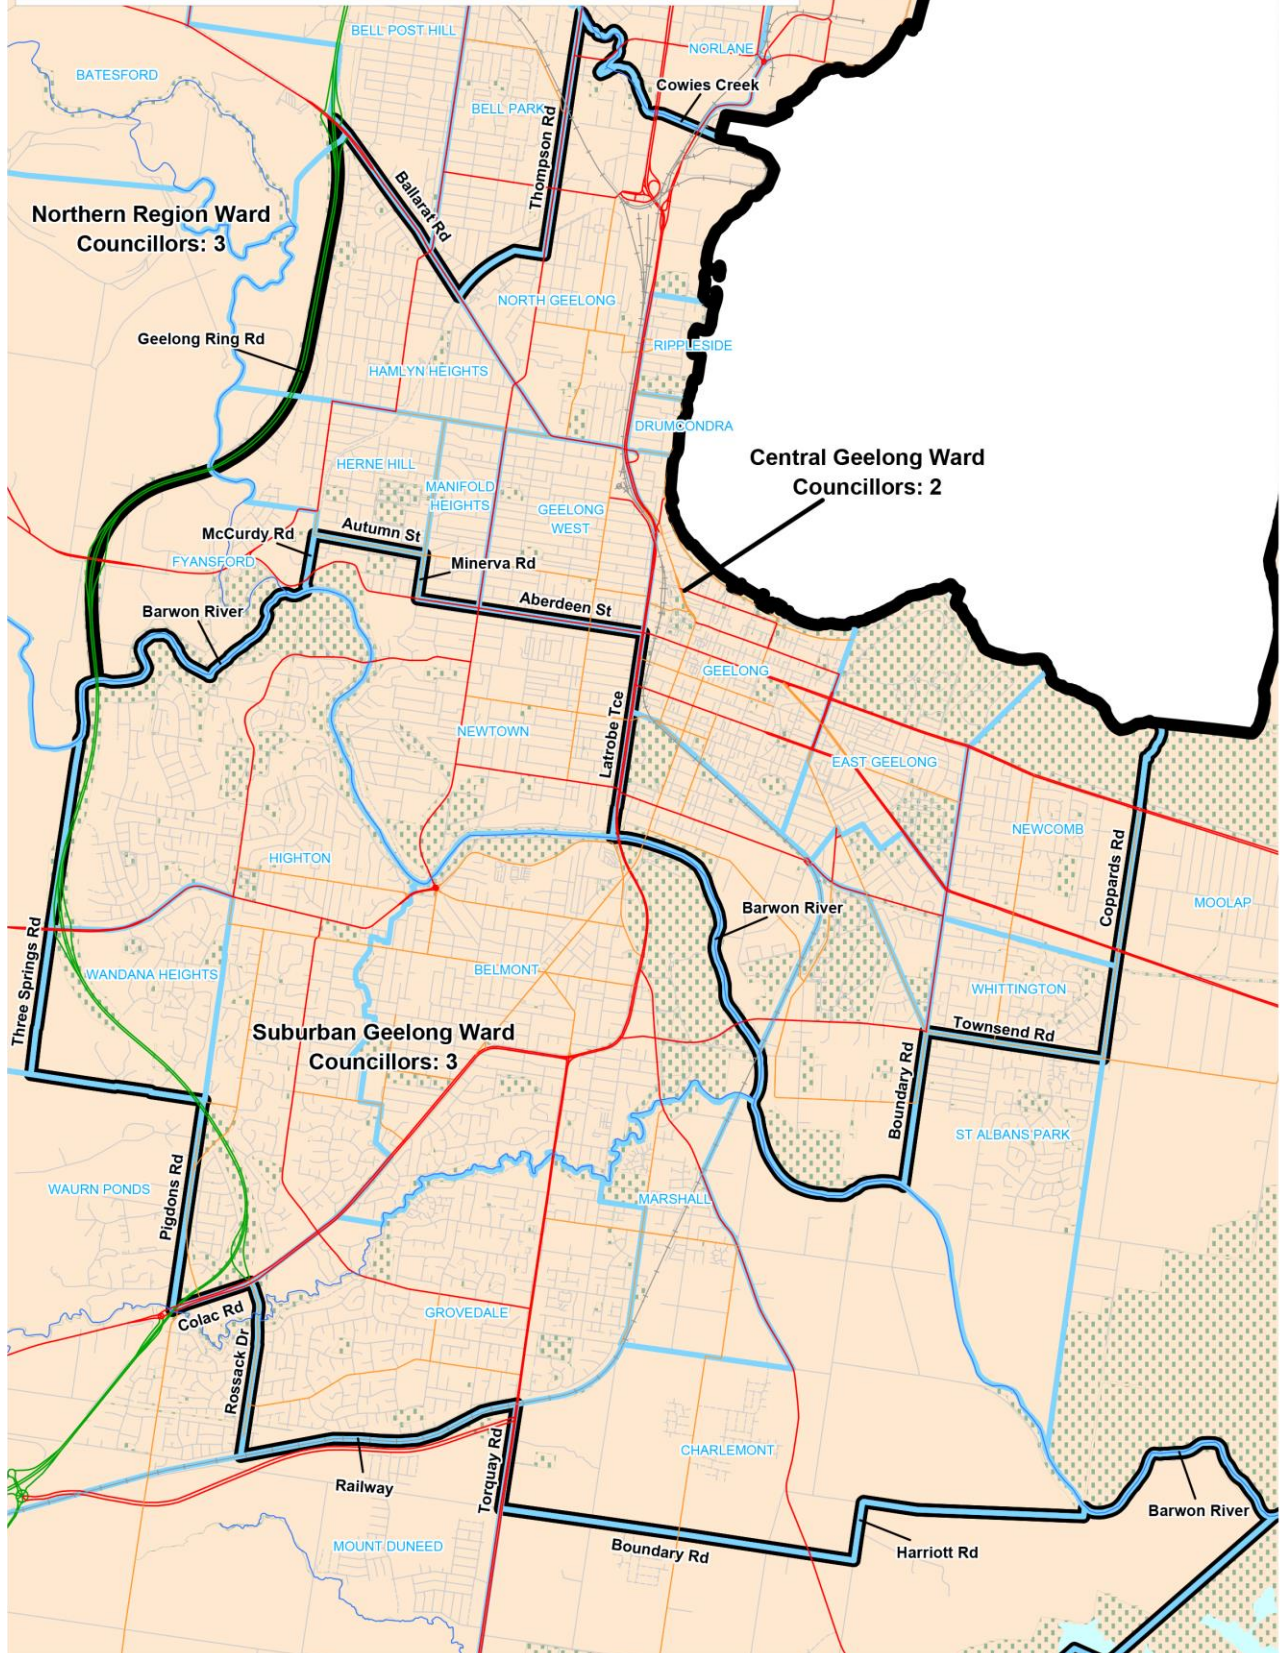 BELL POST HILL
NORLANE
BATESFORD
Cowies Creek
BELL PARK
Thompson Rd
Ballarat Rd
Northern Region Ward
Councillors: 3
NORTH GEELONG
Geelong Ring Rd
RIPPLESIDE
HAMLYN HEIGHTS
DRUMCONDRA
Central Geelong Ward
Councillors: 2
HERNE HILL
MANIFOLD
HEIGHTS
GEELONG
WEST
Autumn St
McCurdy Rd
FYANSFORD
Minerva Rd
Barwon River
Aberdeen St
GEELONG
Latrobe Tce
NEWTOWN
EAST GEELONG
NEWCOMB
HIGHTON
Coppards Rd
MOOLAP
Barwon River
Three Springs Rd
WANDANA HEIGHTS
BELMONT
WHITTINGTON
Suburban Geelong Ward
Councillors: 3
Townsend Rd
Boundary Rd
ST ALBANS PARK
WAURN PONDS
Pigdons Rd
MARSHALL
Colac Rd
GROVEDALE
Rossack Dr
CHARLEMONT
Torquay Rd
Railway
Barwon River
MOUNT DUNEED
Boundary Rd
Harriott Rd